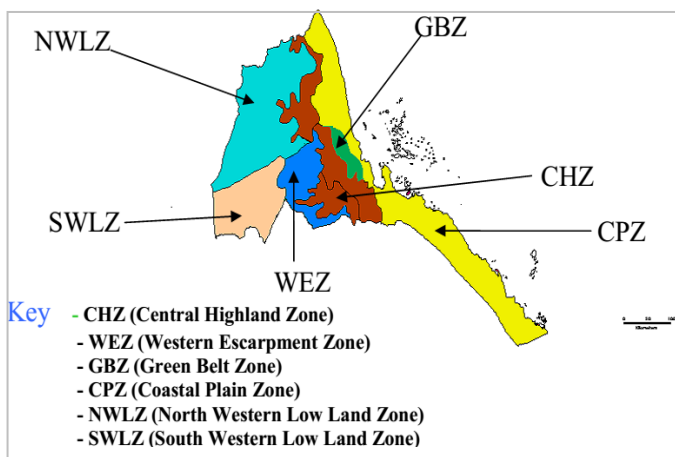 NWLZ
GBZ
CHZ
SWLZ
CPZ
WEZ
Key
- CHZ (Central Highland Zone)
- WEZ (Western Escarpment Zone)
- GBZ (Green Belt Zone)
- CPZ (Coastal Plain Zone)
- NWLZ (North Western Low Land Zone)
- SWLZ (South Western Low Land Zone)